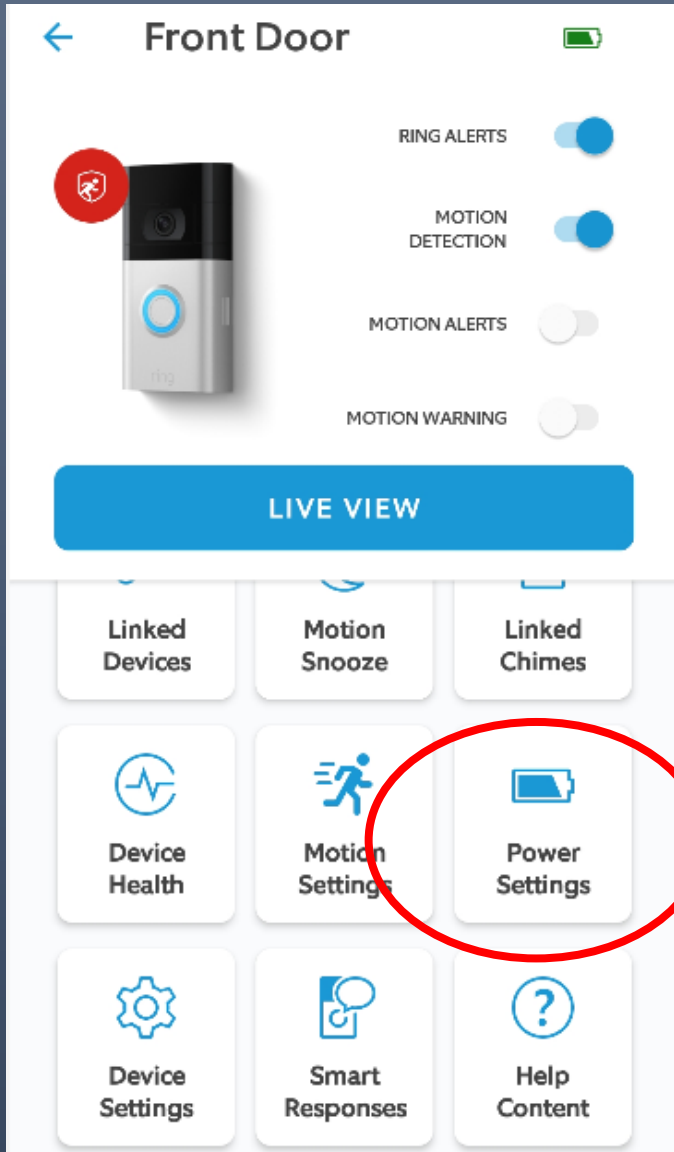 Front Door
RING ALERTS
MOTION
DETECTION
MOTION ALERTS
ring
MOTION WARNING
LIVE VIEW
Linked
Devices
Motion
Snooze
Linked
Chimes
Device
Health
Motion
Settings
Power
Settings
Device
Settings
Smart
Responses
Help
Content